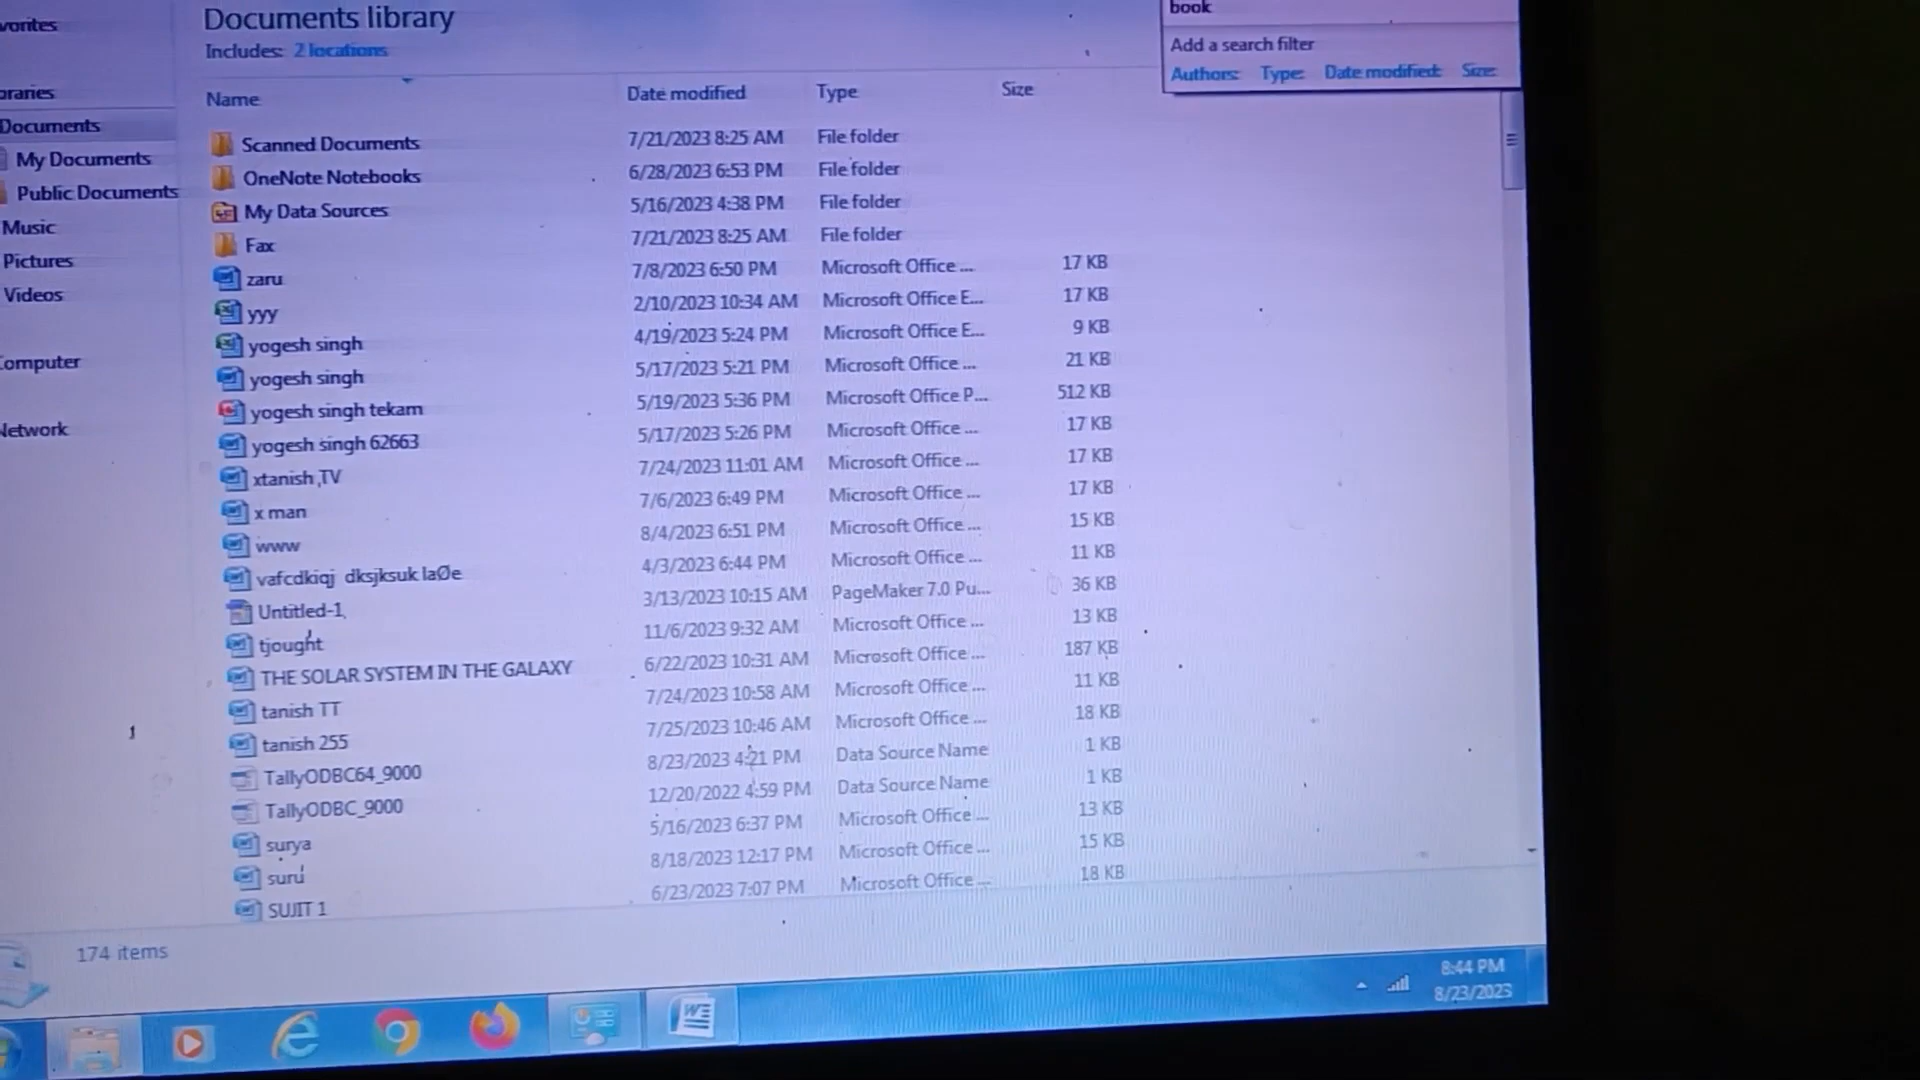 vorites
braries
Documents
My Documents
Public Documents
Music
Pictures
Videos
Computer
Network
Documents library
Includes: 2 locations
book
Add a search filter
Authors: Type: Date modified: Size:
Name Date modified Type Size
Scanned Documents 7/21/2023 8:25 AM File folder
OneNote Notebooks 6/28/2023 6:53 PM File folder
My Data Sources 5/16/2023 4:38 PM File folder
Fax 7/21/2023 8:25 AM File folder
zaru 7/8/2023 6:50 PM Microsoft Office ... 17 KB
yyy 2/10/2023 10:34 AM Microsoft Office E... 17 KB
yogesh singh 4/19/2023 5:24 PM Microsoft Office E... 9 KB
yogesh singh 5/17/2023 5:21 PM Microsoft Office ... 21 KB
yogesh singh tekam 5/19/2023 5:36 PM Microsoft Office P... 512 KB
yogesh singh 62663 5/17/2023 5:26 PM Microsoft Office ... 17 KB
xtanish ,TV 7/24/2023 11:01 AM Microsoft Office ... 17 KB
x man 7/6/2023 6:49 PM Microsoft Office ... 17 KB
www 8/4/2023 6:51 PM Microsoft Office ... 15 KB
vafcdkiqj dksjksuk laØe 4/3/2023 6:44 PM Microsoft Office ... 11 KB
Untitled-1 3/13/2023 10:15 AM PageMaker 7.0 Pu... 36 KB
tjought 11/6/2023 9:32 AM Microsoft Office ... 13 KB
THE SOLAR SYSTEM IN THE GALAXY 6/22/2023 10:31 AM Microsoft Office ... 187 KB
tanish TT 7/24/2023 10:58 AM Microsoft Office ... 11 KB
tanish 255 7/25/2023 10:46 AM Microsoft Office ... 18 KB
TallyODBC64_9000 8/23/2023 4:21 PM Data Source Name 1 KB
TallyODBC_9000 12/20/2022 4:59 PM Data Source Name 1 KB
surya 5/16/2023 6:37 PM Microsoft Office ... 13 KB
suru 8/18/2023 12:17 PM Microsoft Office ... 15 KB
SUJIT 1 6/23/2023 7:07 PM Microsoft Office ... 18 KB
174 items
8:44 PM
8/23/2023